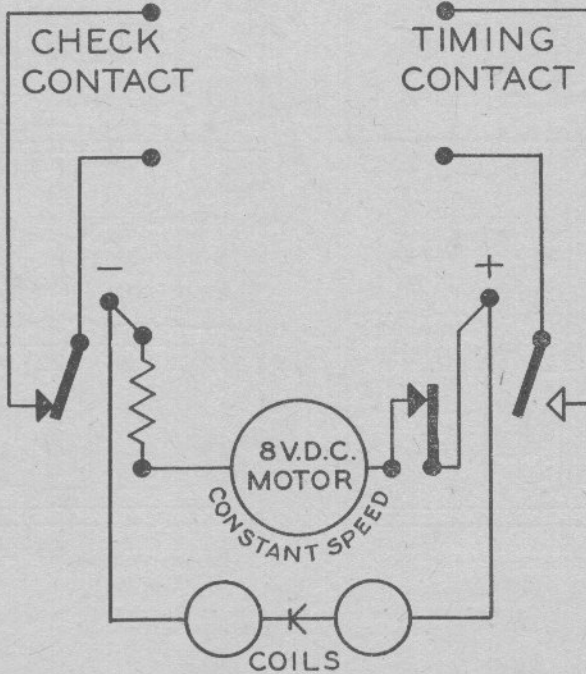 CHECK
CONTACT
TIMING
CONTACT
−
+
8 V.D.C.
MOTOR
CONSTANT SPEED
COILS